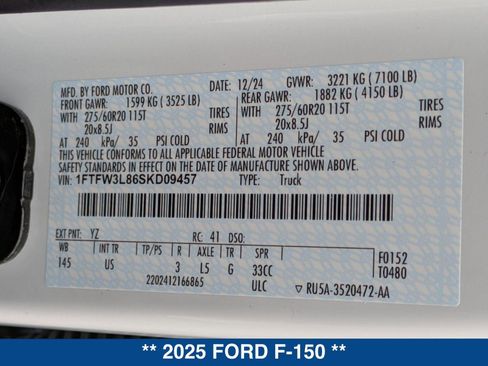 MFD. BY FORD MOTOR CO.
DATE: 12/24 GVWR: 3221 KG ( 7100 LB)
FRONT GAWR: 1599 KG ( 3525 LB)
REAR GAWR: 1882 KG ( 4150 LB)
WITH 275/60R20 115T TIRES
WITH 275/60R20 115T TIRES
20x8.5J RIMS
20x8.5J
AT 240 kPa/ 35 PSI COLD
AT 240 kPa/ 35 PSI COLD
THIS VEHICLE CONFORMS TO ALL APPLICABLE FEDERAL MOTOR VEHICLE
SAFETY STANDARDS IN EFFECT ON THE DATE OF MANUFACTURE SHOWN ABOVE.
VIN: 1FTFW3L86SKD09457 TYPE: Truck
EXT PNT: YZ RC: 41 DSO:
WB INT TR TP/PS R AXLE TR SPR
145 US 3 L5 G 33CC
2202412166865 ULC
F0152
T0480
▽ RU5A-3520472-AA
** 2025 FORD F-150 **